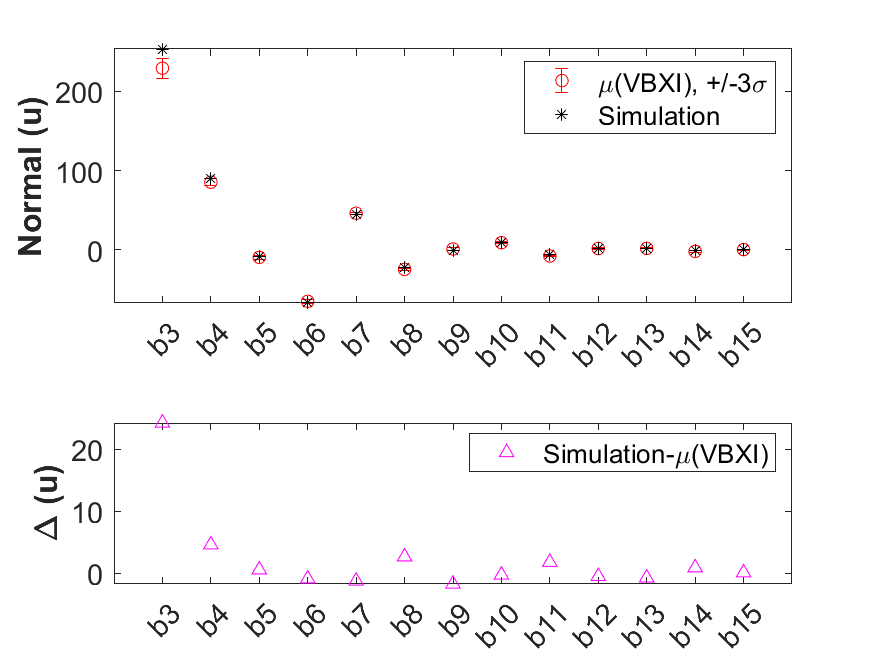 Normal (u)
200
100
0
μ(VBXI), +/-3σ
Simulation
b3 b4 b5 b6 b7 b8 b9 b10 b11 b12 b13 b14 b15
Δ (u)
20
10
0
Simulation-μ(VBXI)
b3 b4 b5 b6 b7 b8 b9 b10 b11 b12 b13 b14 b15